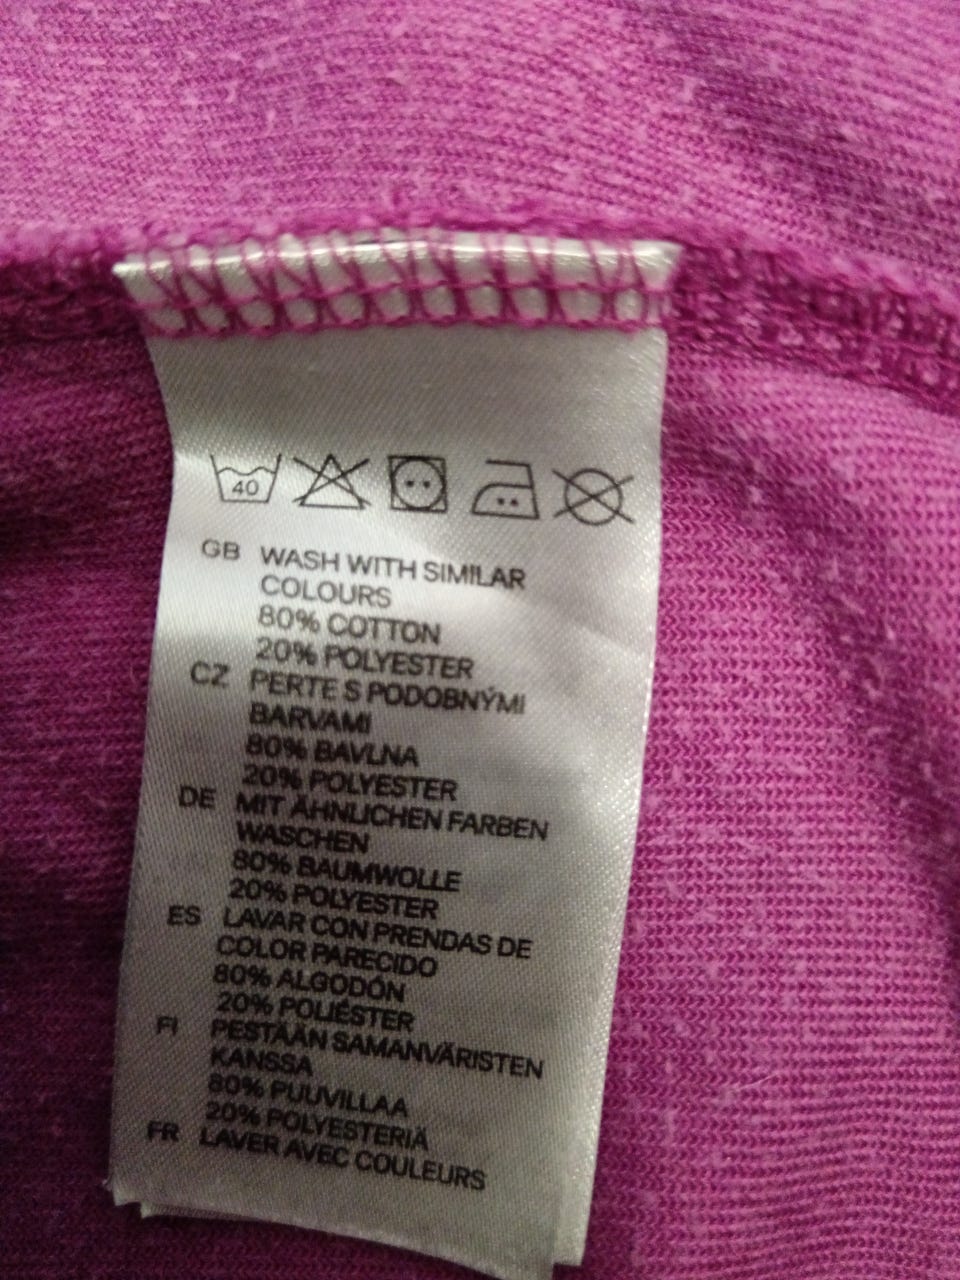 40
GB WASH WITH SIMILAR
COLOURS
80% COTTON
20% POLYESTER
CZ PERTE S PODOBNÝMI
BARVAMI
80% BAVLNA
20% POLYESTER
DE MIT ÄHNLICHEN FARBEN
WASCHEN
80% BAUMWOLLE
20% POLYESTER
ES LAVAR CON PRENDAS DE
COLOR PARECIDO
80% ALGODÓN
20% POLIÉSTER
FI PESTÄÄN SAMANVÄRISTEN
KANSSA
80% PUUVILLAA
20% POLYESTERIÄ
FR LAVER AVEC COULEURS